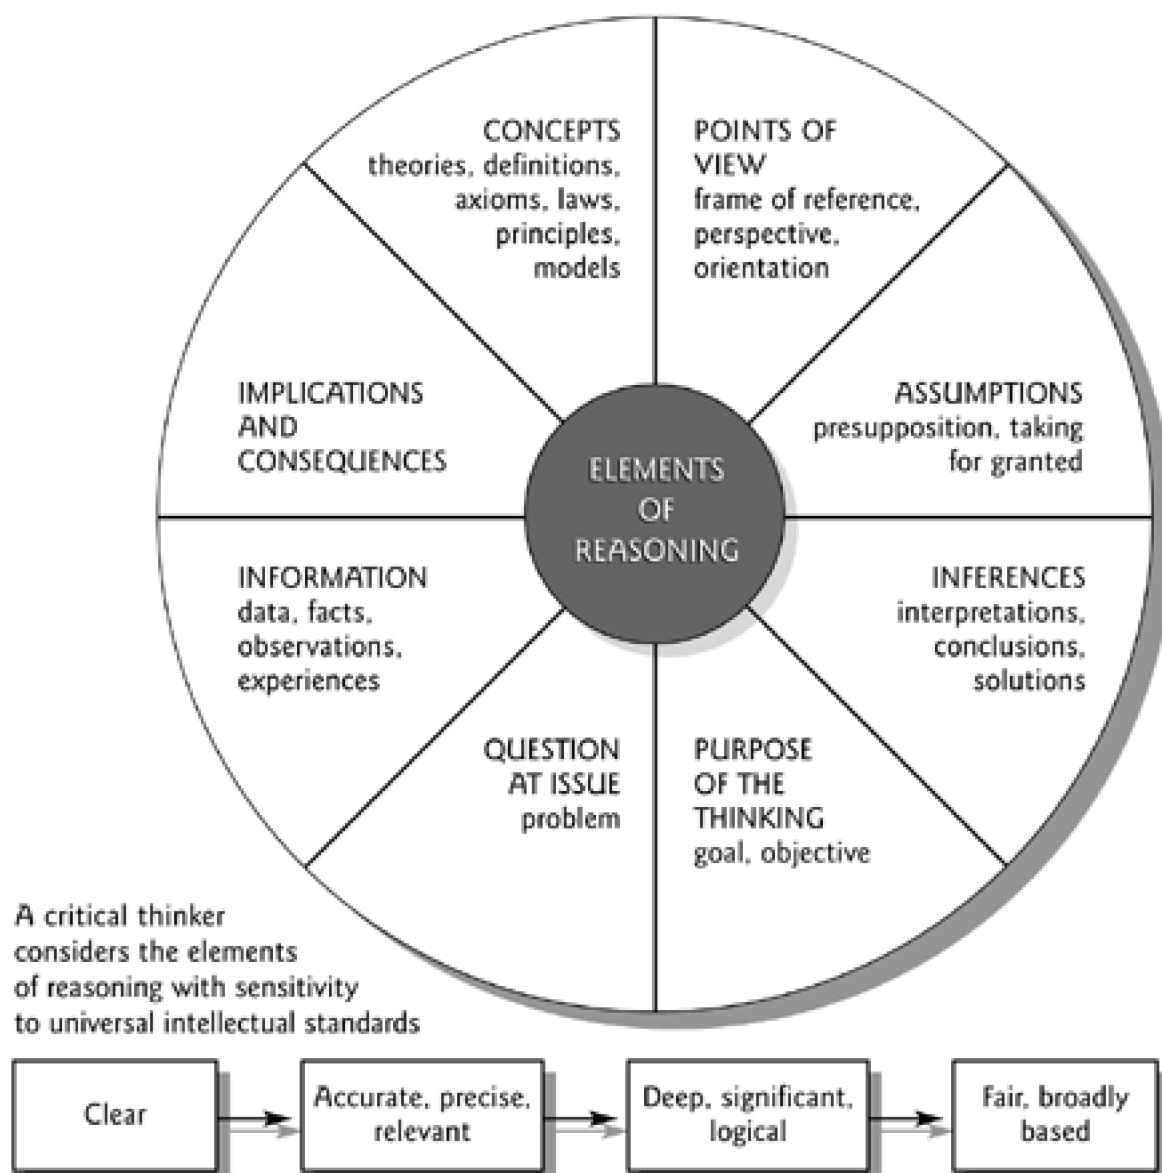 CONCEPTS
theories, definitions,
axioms, laws,
principles,
models
POINTS OF
VIEW
frame of reference,
perspective,
orientation
IMPLICATIONS
AND
CONSEQUENCES
ASSUMPTIONS
presupposition, taking
for granted
ELEMENTS
OF
REASONING
INFORMATION
data, facts,
observations,
experiences
INFERENCES
interpretations,
conclusions,
solutions
QUESTION
AT ISSUE
problem
PURPOSE
OF THE
THINKING
goal, objective
A critical thinker
considers the elements
of reasoning with sensitivity
to universal intellectual standards
Clear
Accurate, precise,
relevant
Deep, significant,
logical
Fair, broadly
based